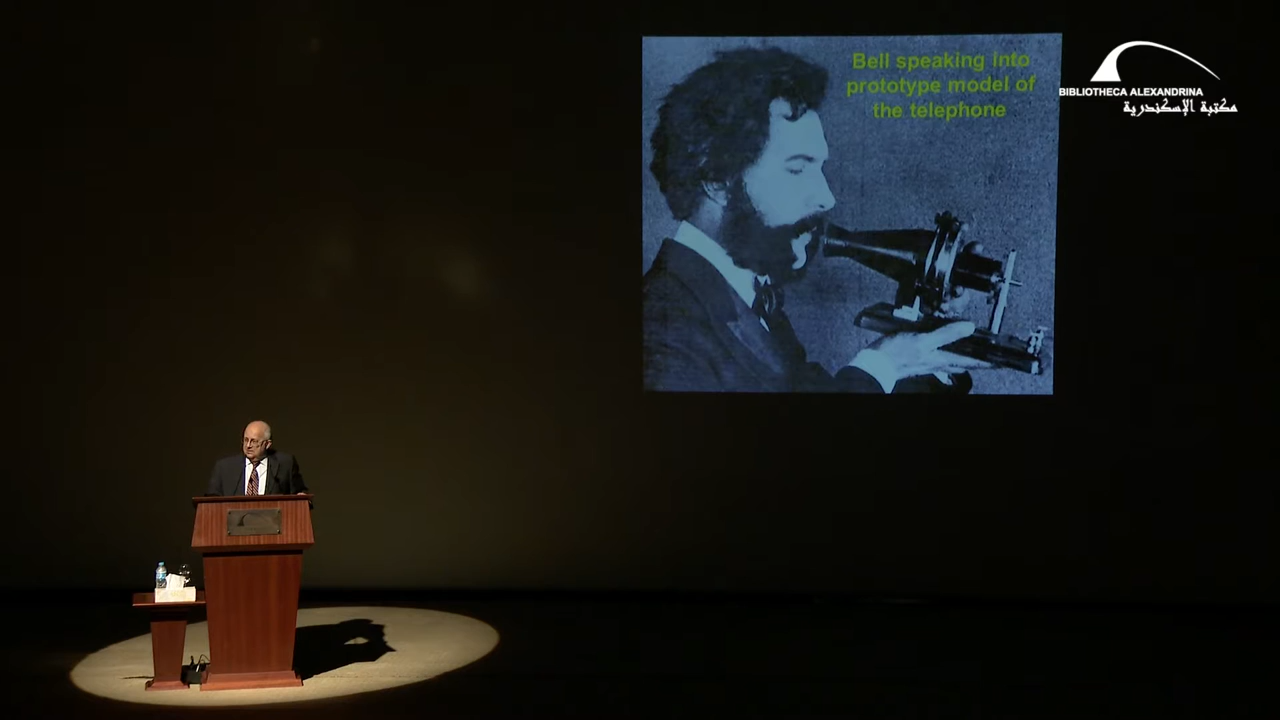 Bell speaking into
prototype model of
the telephone
BIBLIOTHECA ALEXANDRINA
مكتبة الإسكندرية